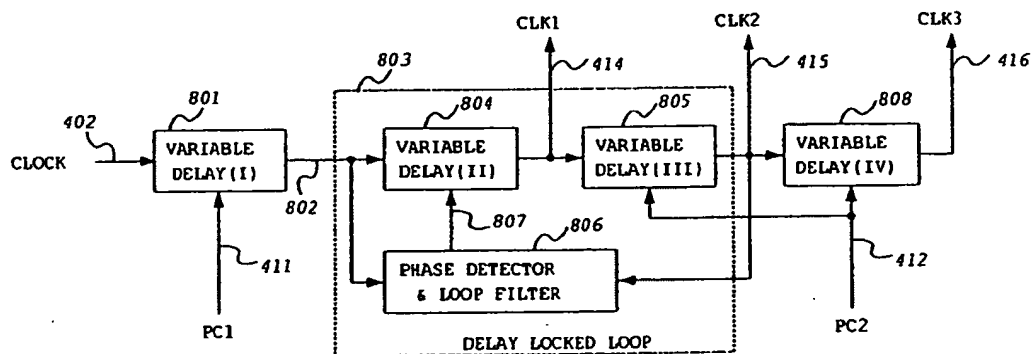 CLK1
CLK2
CLK3
803
414
415
416
801
804
805
808
402
CLOCK
VARIABLE
DELAY(I)
VARIABLE
DELAY(II)
VARIABLE
DELAY(III)
VARIABLE
DELAY(IV)
802
807
806
411
PHASE DETECTOR
& LOOP FILTER
412
PC1
DELAY LOCKED LOOP
PC2